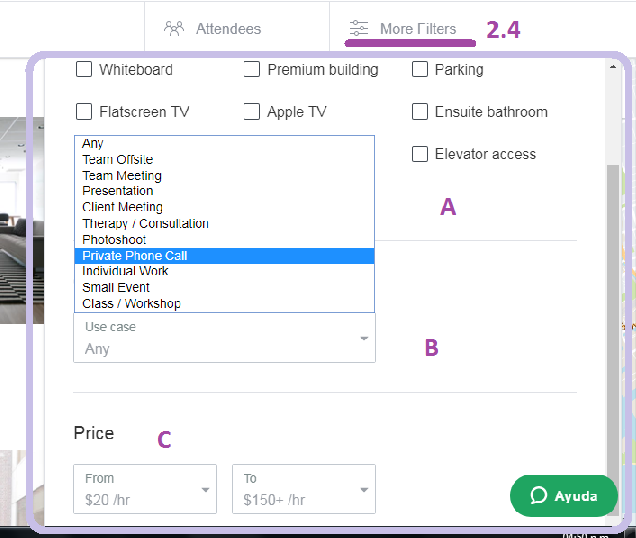 Attendees
More Filters
2.4
Whiteboard
Premium building
Parking
Flatscreen TV
Apple TV
Ensuite bathroom
Elevator access
Any
Team Offsite
Team Meeting
Presentation
Client Meeting
Therapy / Consultation
Photoshoot
Private Phone Call
Individual Work
Small Event
Class / Workshop
A
Use case
Any
B
Price
C
From
$20 /hr
To
$150+ /hr
Ayuda